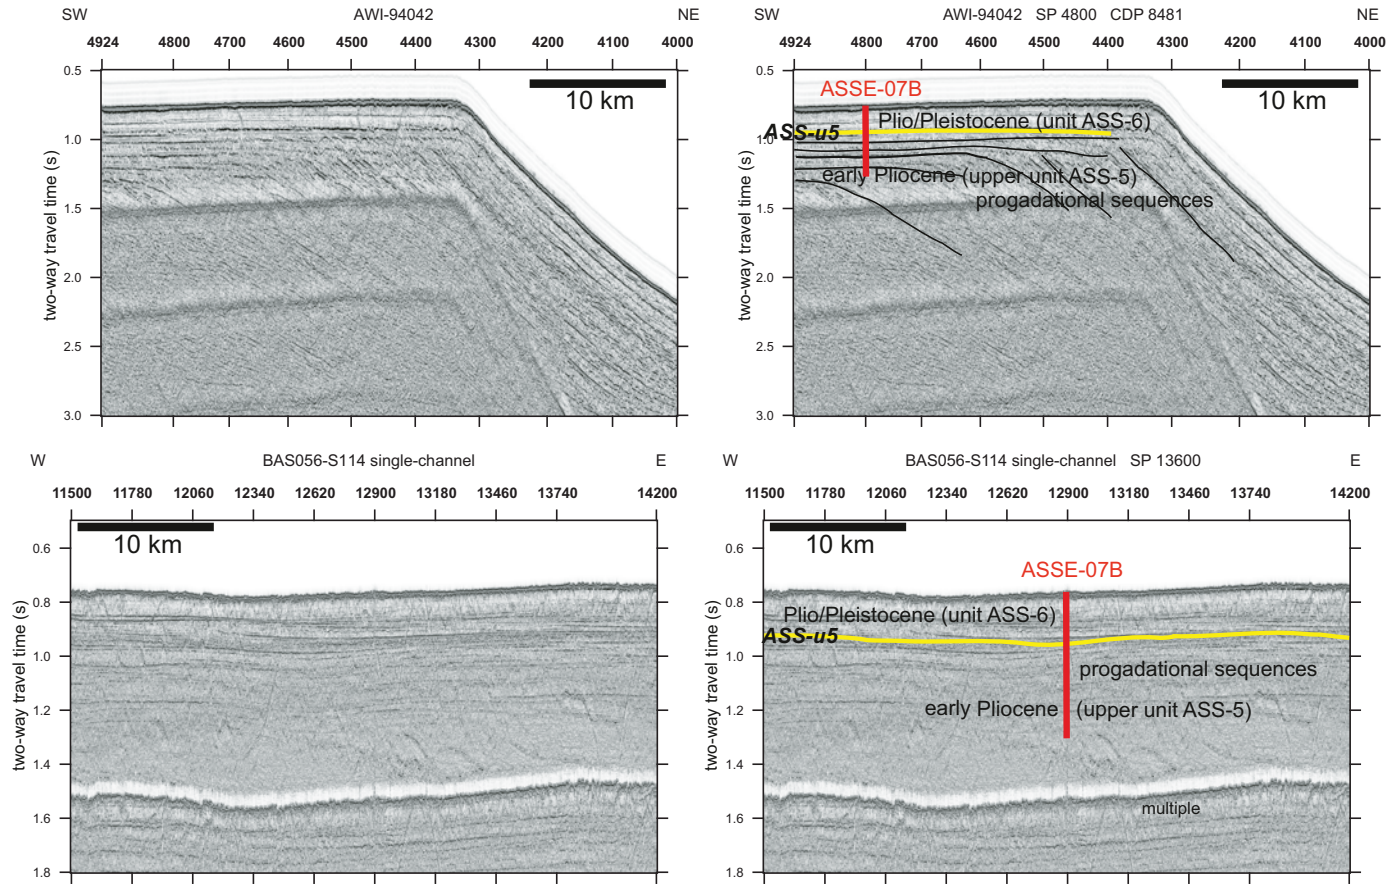 SW AWI-94042 NE
4924 4800 4700 4600 4500 4400 4300 4200 4100 4000
0.5
1.0
1.5
2.0
2.5
3.0
two-way travel time (s)
10 km
SW AWI-94042 SP 4800 CDP 8481 NE
4924 4800 4700 4600 4500 4400 4300 4200 4100 4000
0.5
1.0
1.5
2.0
2.5
3.0
two-way travel time (s)
10 km
ASSE-07B
Plio/Pleistocene (unit ASS-6)
ASS-u5
early Pliocene (upper unit ASS-5)
progadational sequences
W BAS056-S114 single-channel E
11500 11780 12060 12340 12620 12900 13180 13460 13740 14200
0.6
0.8
1.0
1.2
1.4
1.6
1.8
two-way travel time (s)
10 km
W BAS056-S114 single-channel SP 13600 E
11500 11780 12060 12340 12620 12900 13180 13460 13740 14200
0.6
0.8
1.0
1.2
1.4
1.6
1.8
two-way travel time (s)
10 km
ASSE-07B
Plio/Pleistocene (unit ASS-6)
ASS-u5
progadational sequences
early Pliocene (upper unit ASS-5)
multiple